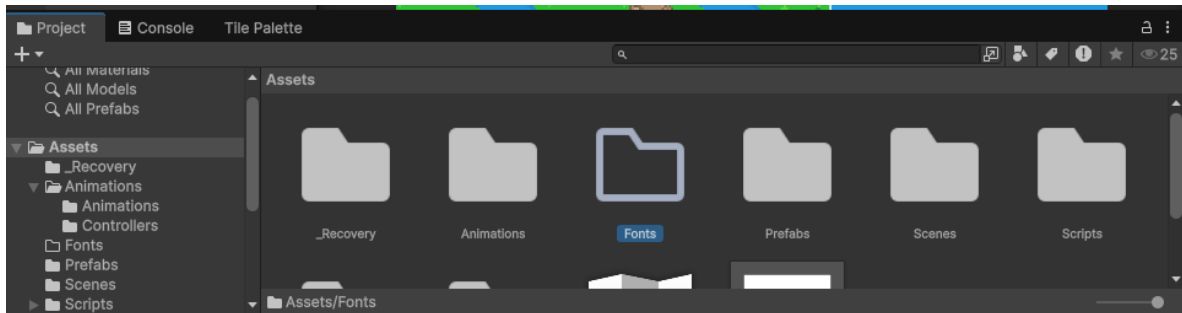 Project Console Tile Palette
25
All Materials
All Models
All Prefabs
Assets
_Recovery
Animations
Animations
Controllers
Fonts
Prefabs
Scenes
Scripts
Assets
_Recovery Animations Fonts Prefabs Scenes Scripts
Assets/Fonts